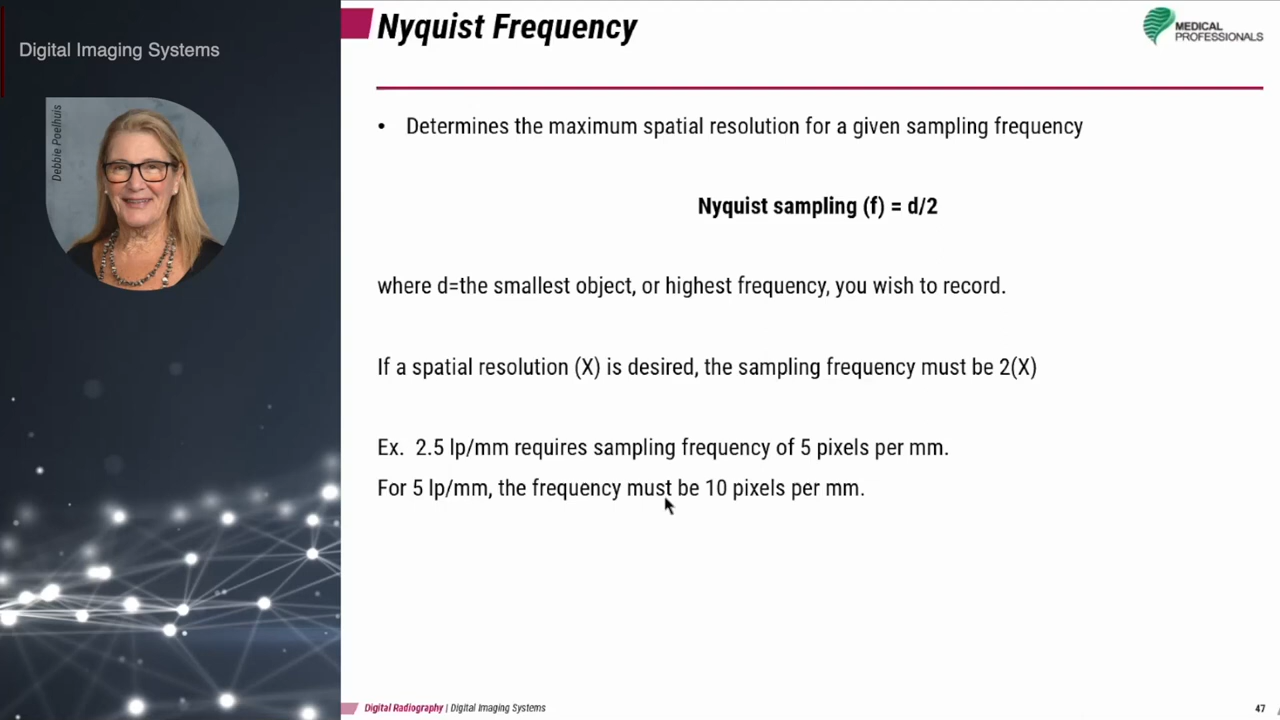 Digital Imaging Systems
Debbie Poelhuis
Nyquist Frequency
MEDICAL
PROFESSIONALS
• Determines the maximum spatial resolution for a given sampling frequency
Nyquist sampling (f) = d/2
where d=the smallest object, or highest frequency, you wish to record.
If a spatial resolution (X) is desired, the sampling frequency must be 2(X)
Ex. 2.5 lp/mm requires sampling frequency of 5 pixels per mm.
For 5 lp/mm, the frequency must be 10 pixels per mm.
Digital Radiography | Digital Imaging Systems
47